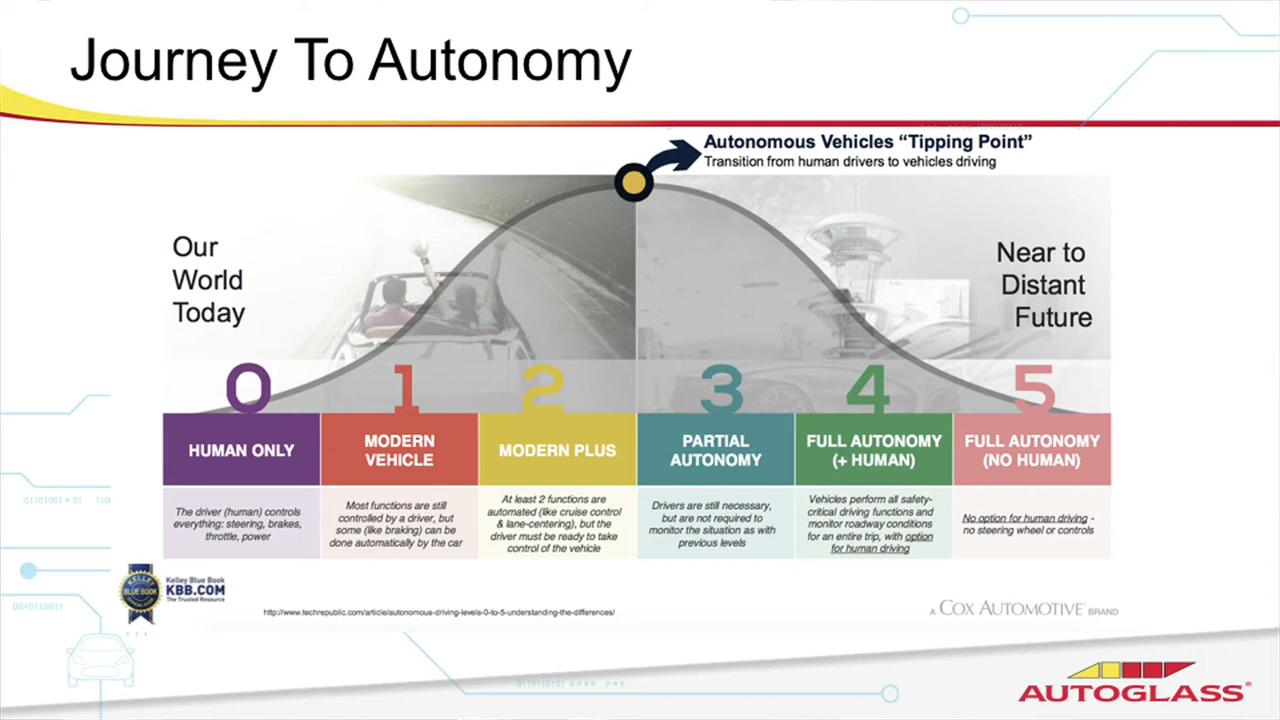 Journey To Autonomy
Autonomous Vehicles “Tipping Point”
Transition from human drivers to vehicles driving
Our
World
Today
Near to
Distant
Future
0
1
2
3
4
5
HUMAN ONLY
MODERN
VEHICLE
MODERN PLUS
PARTIAL
AUTONOMY
FULL AUTONOMY
(+ HUMAN)
FULL AUTONOMY
(NO HUMAN)
The driver (human) controls
everything: steering, brakes,
throttle, power
Most functions are still
controlled by a driver, but
some (like braking) can be
done automatically by the car
At least 2 functions are
automated (like cruise control
& lane-centering), but the
driver must be ready to take
control of the vehicle
Drivers are still necessary,
but are not required to
monitor the situation as with
previous levels
Vehicles perform all safety-
critical driving functions and
monitor roadway conditions
for an entire trip, with option
for human driving
No option for human driving -
no steering wheel or controls
KELLEY
BLUE BOOK
Kelley Blue Book
KBB.COM
The Trusted Resource
http://www.techrepublic.com/article/autonomous-driving-levels-0-to-5-understanding-the-differences/
A COX AUTOMOTIVE™ BRAND
0010110011
AUTOGLASS®